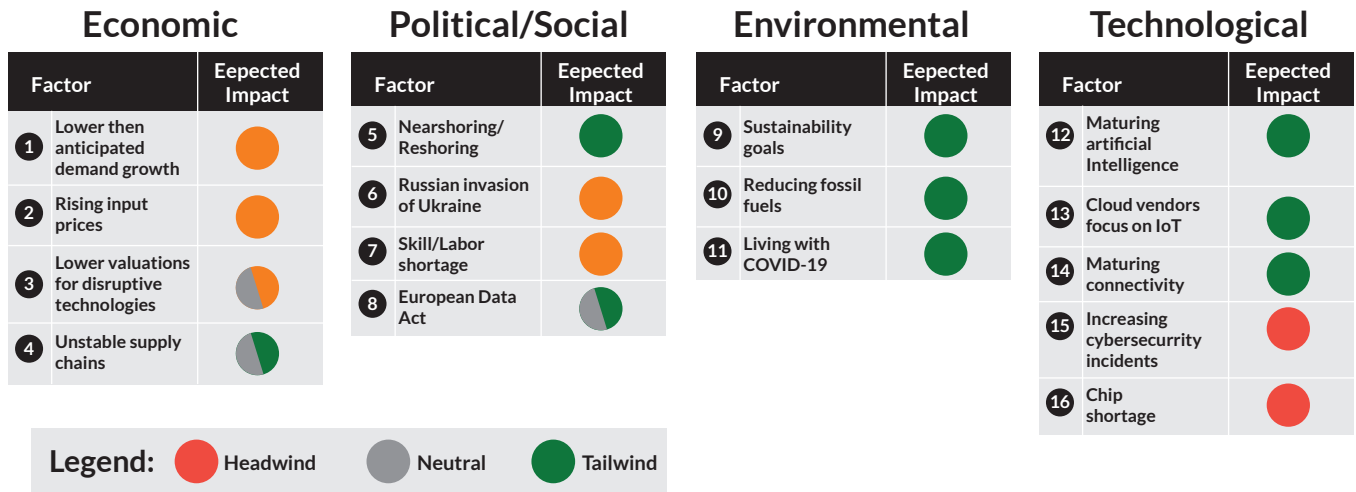 Economic
Factor
Eepected
Impact
1
Lower then
anticipated
demand growth
2
Rising input
prices
3
Lower valuations
for disruptive
technologies
4
Unstable supply
chains
Political/Social
Factor
Eepected
Impact
5
Nearshoring/
Reshoring
6
Russian invasion
of Ukraine
7
Skill/Labor
shortage
8
European Data
Act
Environmental
Factor
Eepected
Impact
9
Sustainability
goals
10
Reducing fossil
fuels
11
Living with
COVID-19
Technological
Factor
Eepected
Impact
12
Maturing
artificial
Intelligence
13
Cloud vendors
focus on IoT
14
Maturing
connectivity
15
Increasing
cybersecurrity
incidents
16
Chip
shortage
Legend: Headwind Neutral Tailwind